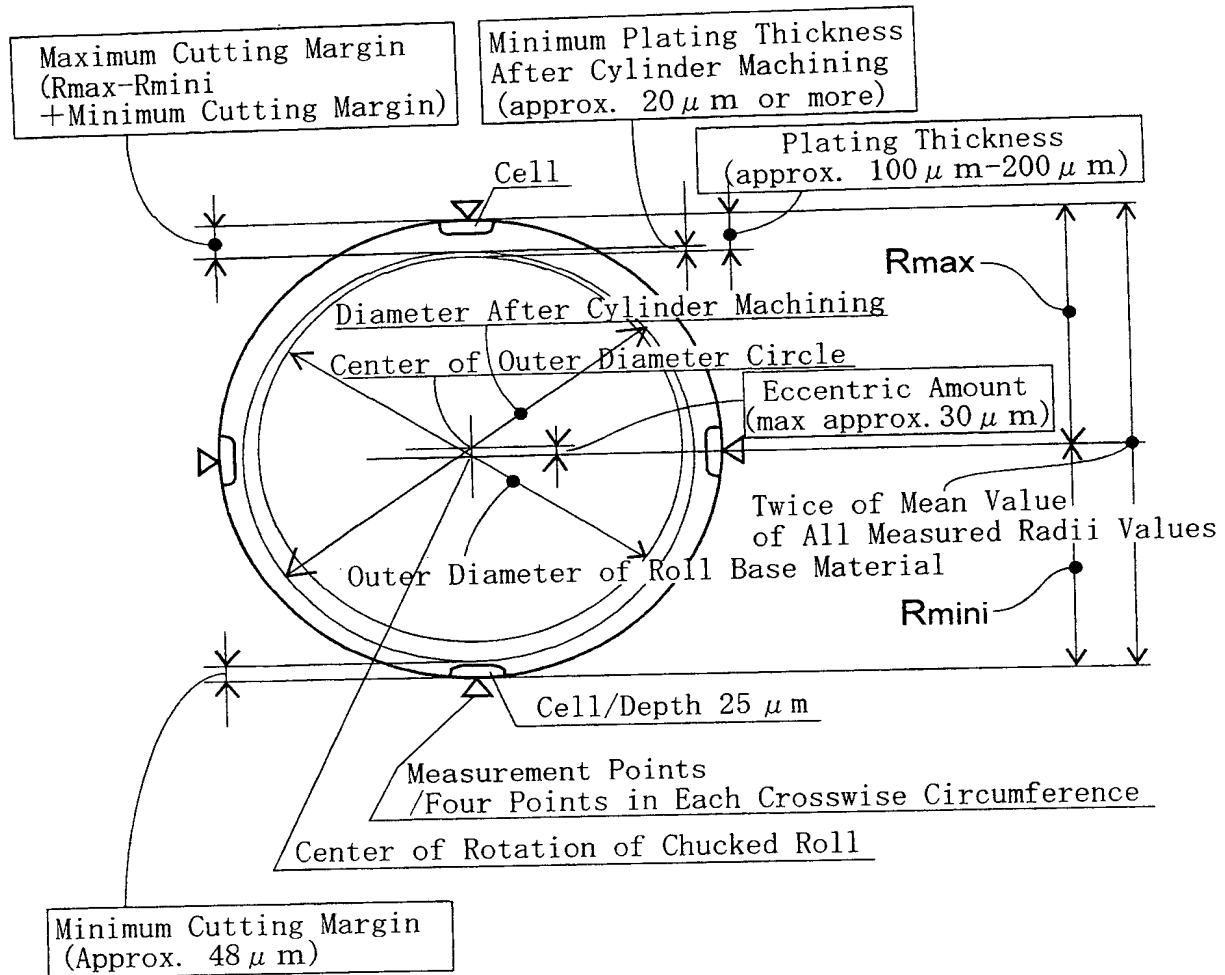 Maximum Cutting Margin
(Rmax-Rmini
+Minimum Cutting Margin)
Minimum Plating Thickness
After Cylinder Machining
(approx. 20μm or more)
Plating Thickness
(approx. 100μm-200μm)
Cell
Rmax
Diameter After Cylinder Machining
Center of Outer Diameter Circle
Eccentric Amount
(max approx. 30μm)
Twice of Mean Value
of All Measured Radii Values
Outer Diameter of Roll Base Material
Rmini
Cell/Depth 25 μm
Measurement Points
/Four Points in Each Crosswise Circumference
Center of Rotation of Chucked Roll
Minimum Cutting Margin
(Approx. 48μm)